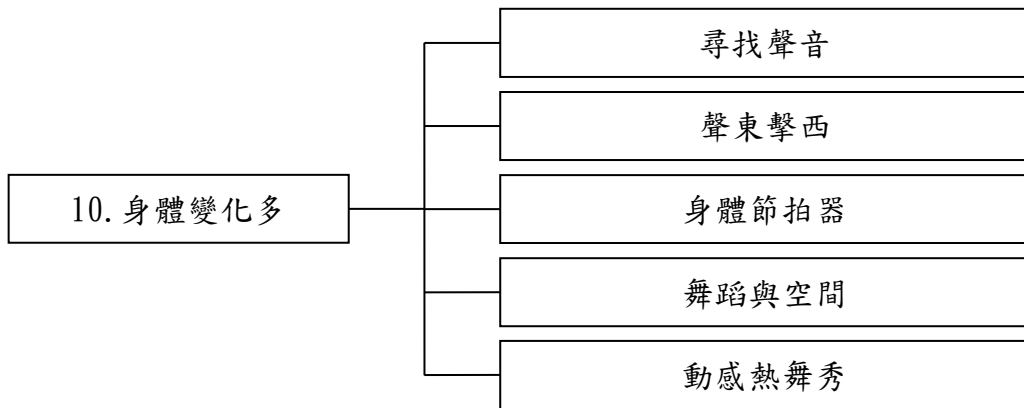 尋找聲音
聲東擊西
10.身體變化多
身體節拍器
舞蹈與空間
動感熱舞秀